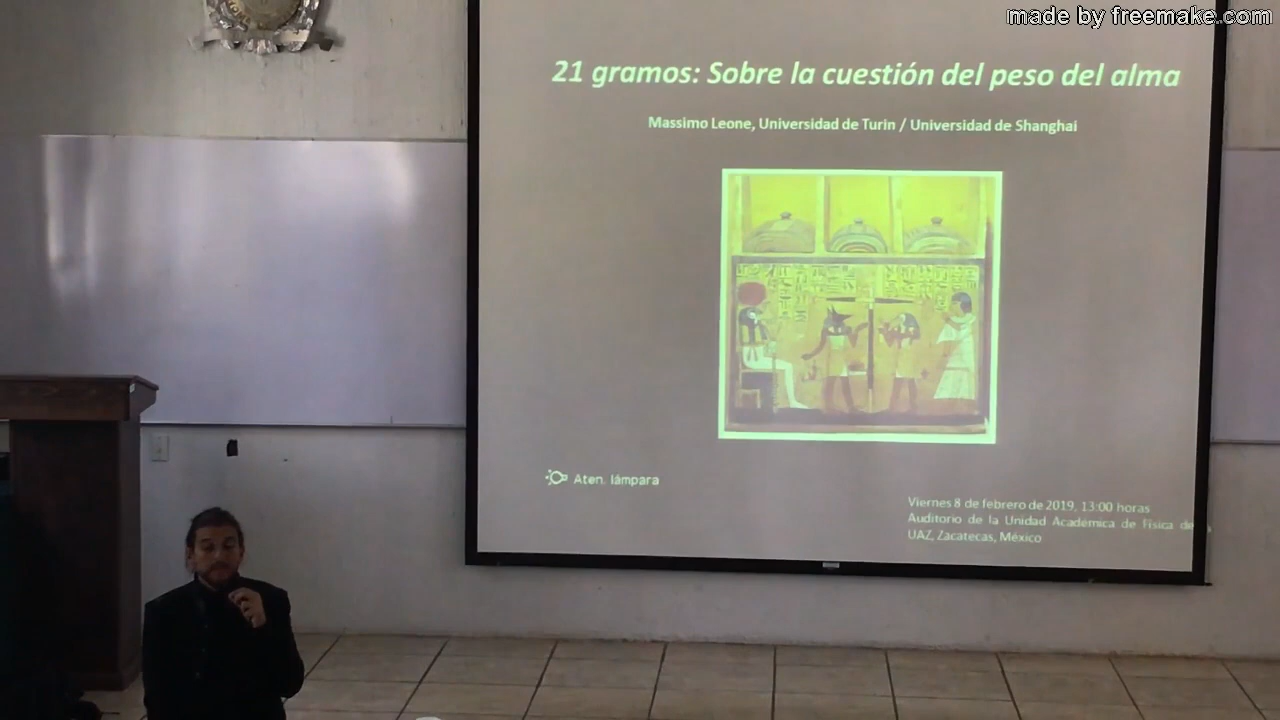 made by freemake.com
21 gramos: Sobre la cuestión del peso del alma
Massimo Leone, Universidad de Turin / Universidad de Shanghai
Aten. lámpara
Viernes 8 de febrero de 2019, 13:00 horas
Auditorio de la Unidad Académica de Física de
UAZ, Zacatecas, México